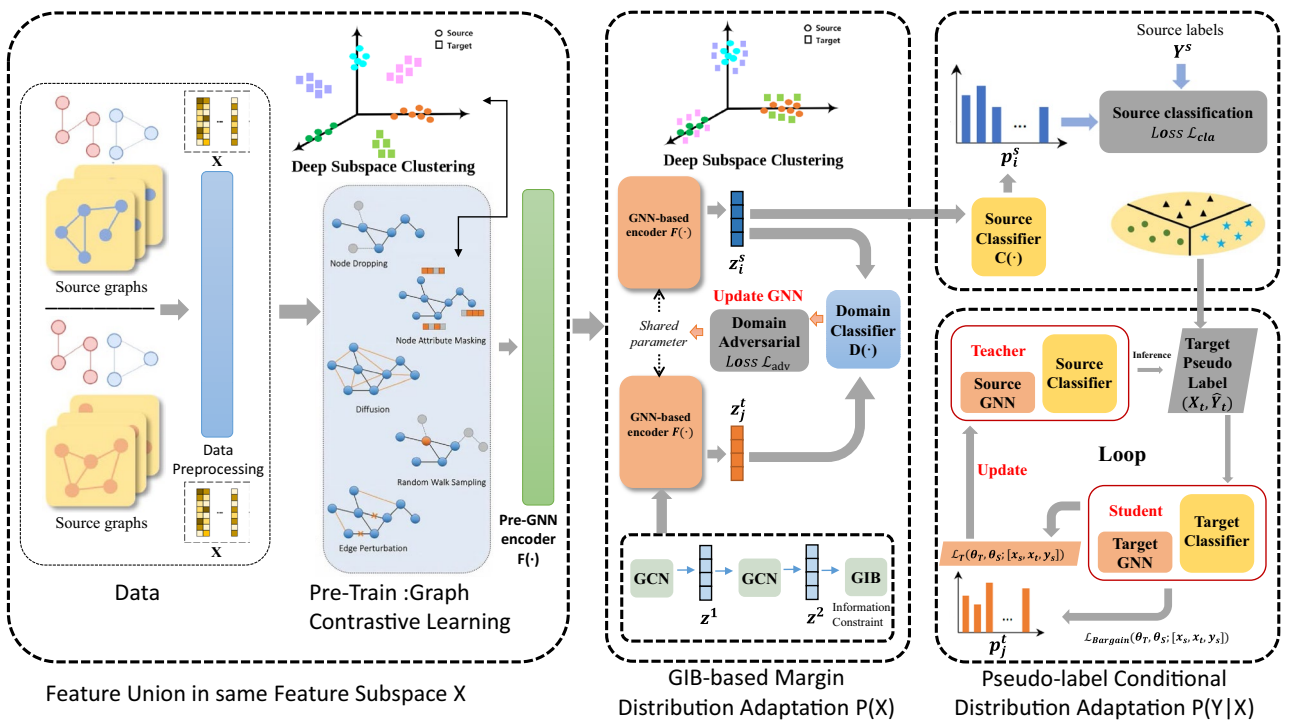 Source
Target
Deep Subspace Clustering
X
...
Source graphs
Data
Preprocessing
Source graphs
...
X
Data
Node Dropping
Node Attribute Masking
Diffusion
Random Walk Sampling
Edge Perturbation
Pre-GNN
encoder
F(·)
Pre-Train :Graph
Contrastive Learning
Feature Union in same Feature Subspace X
Source
Target
Deep Subspace Clustering
GNN-based
encoder F(·)
z_i^s
Update GNN
Shared
parameter
Domain
Adversarial
Loss ℒ_adv
Domain
Classifier
D(·)
GNN-based
encoder F(·)
z_j^t
GCN
z^1
GCN
z^2
GIB
Information
Constraint
GIB-based Margin
Distribution Adaptation P(X)
Source labels
Y^s
...
p_i^s
Source classification
Loss ℒ_cla
Source
Classifier
C(·)
Teacher
Source
GNN
Source
Classifier
Inference
Target
Pseudo
Label
(X_t, Ŷ_t)
Loop
Update
Student
Target
GNN
Target
Classifier
ℒ_T(θ_T, θ_S; [x_s, x_t, y_s])
...
p_j^t
ℒ_Bargain(θ_T, θ_S; [x_s, x_t, y_s])
Pseudo-label Conditional
Distribution Adaptation P(Y|X)